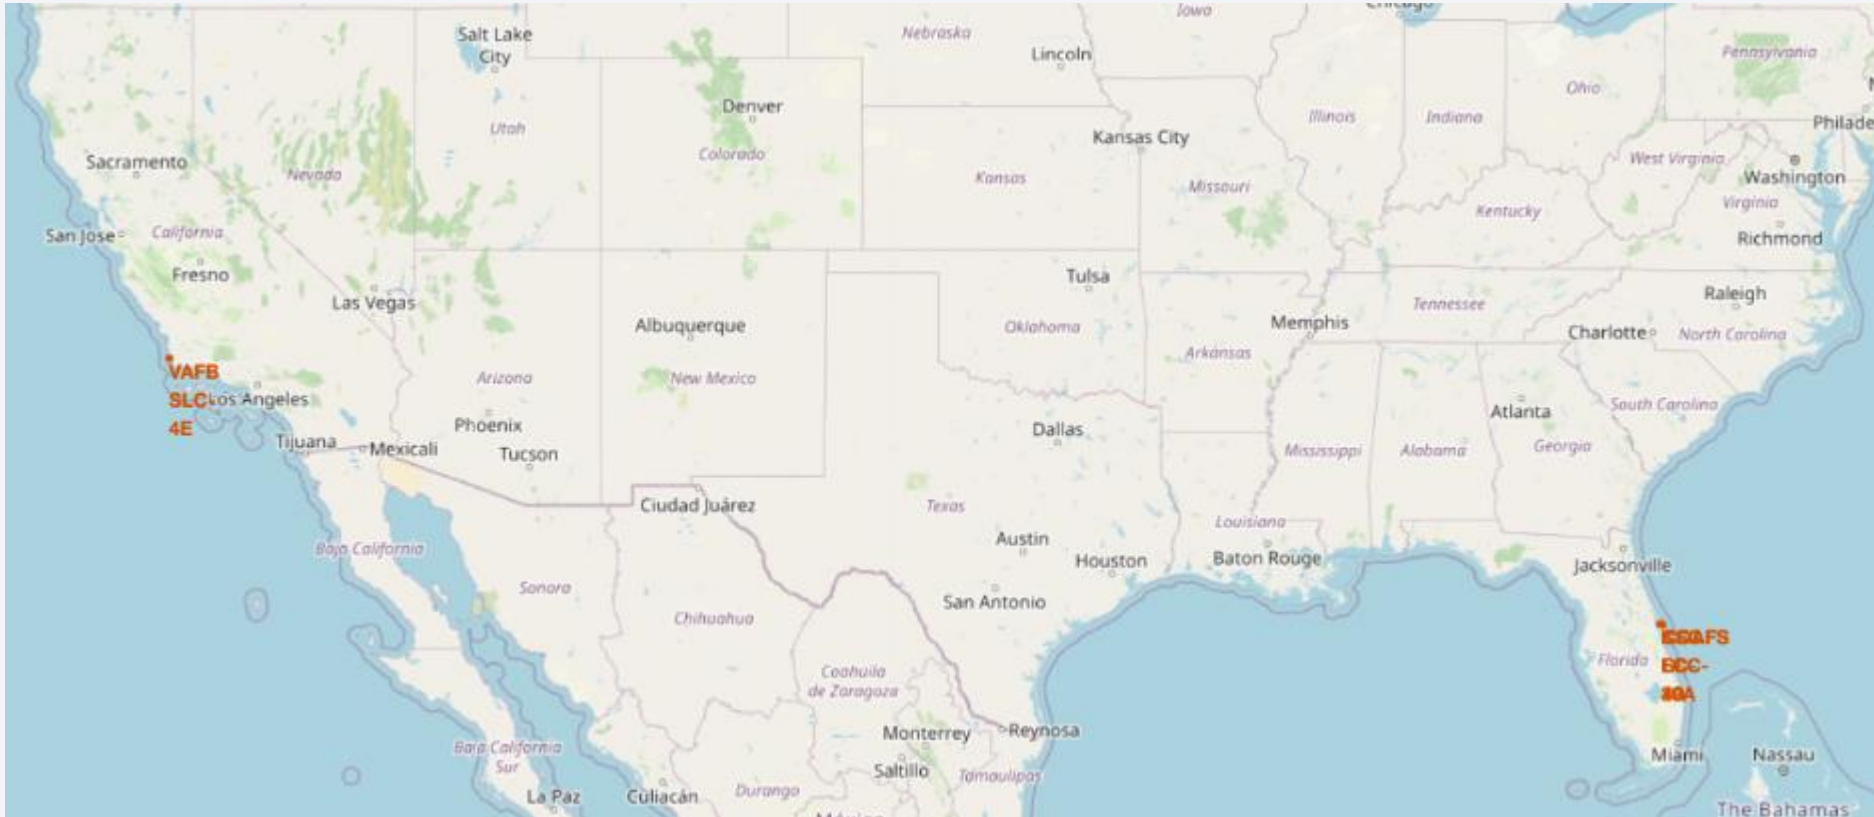 Chicago
Iowa
Salt Lake
City
Nebraska
Lincoln
Pennsylvania
Denver
Ohio
Utah
Illinois
Indiana
Philade
Kansas City
Colorado
Sacramento
Nevada
Kansas
Missouri
West Virginia
Washington
Virginia
Kentucky
San Jose
California
Richmond
Fresno
Las Vegas
Tulsa
Raleigh
Tennessee
Albuquerque
Oklahoma
Memphis
Charlotte
North Carolina
Arkansas
VAFB
SLC-
4E
Los Angeles
Arizona
New Mexico
Phoenix
Dallas
Atlanta
South Carolina
Tijuana
Mexicali
Tucson
Mississippi
Alabama
Georgia
Ciudad Juárez
Texas
Louisiana
Austin
Houston
Baton Rouge
Jacksonville
Baja California
Sonora
San Antonio
Chihuahua
Florida
Coahuila
de Zaragoza
Monterrey
Reynosa
Baja California
Sur
Saltillo
Tamaulipas
Miami
Nassau
La Paz
Culiacán
Durango
The Bahamas